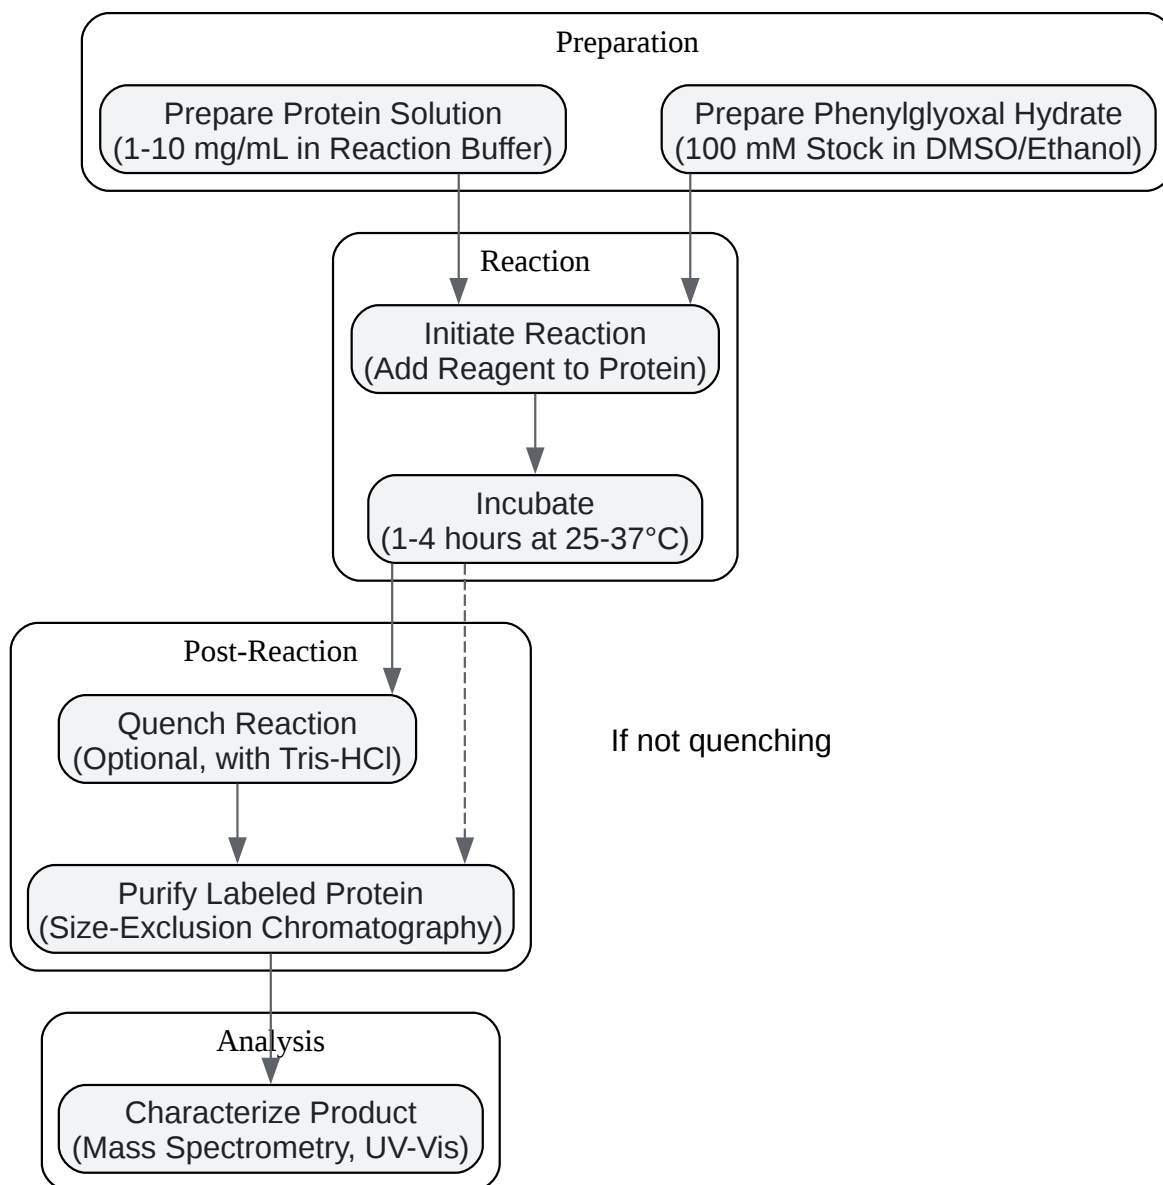 Preparation
Prepare Protein Solution
(1-10 mg/mL in Reaction Buffer)
Prepare Phenylglyoxal Hydrate
(100 mM Stock in DMSO/Ethanol)
Reaction
Initiate Reaction
(Add Reagent to Protein)
Incubate
(1-4 hours at 25-37°C)
Post-Reaction
Quench Reaction
(Optional, with Tris-HCl)
If not quenching
Purify Labeled Protein
(Size-Exclusion Chromatography)
Analysis
Characterize Product
(Mass Spectrometry, UV-Vis)